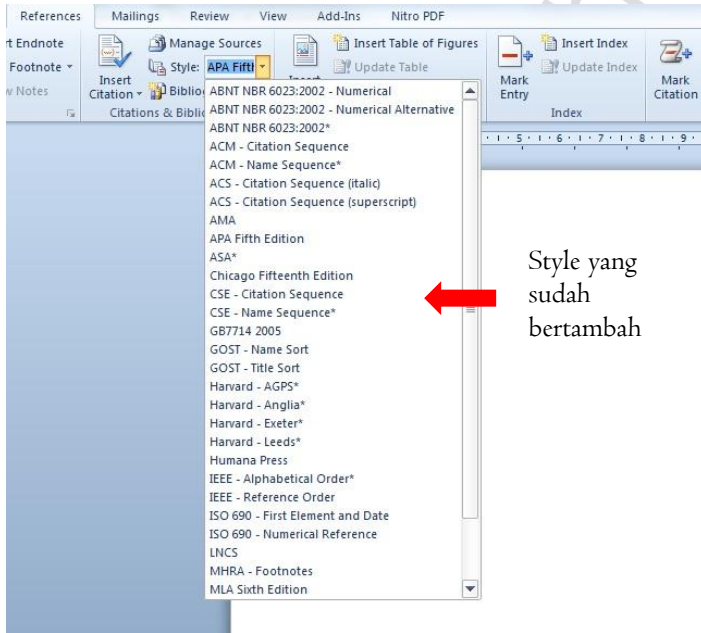 References Mailings Review View Add-Ins Nitro PDF
rt Endnote
Footnote
w Notes
Insert
Citation
Manage Sources
Style: APA Fifth
Biblio
Citations & Biblio
Insert Table of Figures
Update Table
Mark
Entry
Insert Index
Update Index
Index
Mark
Citation
5 6 7 8 9
ABNT NBR 6023:2002 - Numerical
ABNT NBR 6023:2002 - Numerical Alternative
ABNT NBR 6023:2002*
ACM - Citation Sequence
ACM - Name Sequence*
ACS - Citation Sequence (italic)
ACS - Citation Sequence (superscript)
AMA
APA Fifth Edition
ASA*
Chicago Fifteenth Edition
CSE - Citation Sequence
CSE - Name Sequence*
GB7714 2005
GOST - Name Sort
GOST - Title Sort
Harvard - AGPS*
Harvard - Anglia*
Harvard - Exeter*
Harvard - Leeds*
Humana Press
IEEE - Alphabetical Order*
IEEE - Reference Order
ISO 690 - First Element and Date
ISO 690 - Numerical Reference
LNCS
MHRA - Footnotes
MLA Sixth Edition
Style yang
sudah
bertambah